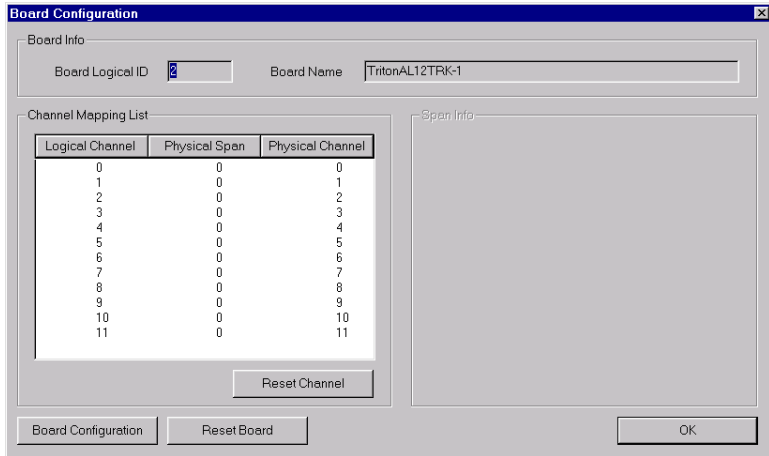 Board Configuration
Board Info
Board Logical ID 2 Board Name TritonAL12TRK-1
Channel Mapping List
Logical Channel Physical Span Physical Channel
0 0 0
1 0 1
2 0 2
3 0 3
4 0 4
5 0 5
6 0 6
7 0 7
8 0 8
9 0 9
10 0 10
11 0 11
Reset Channel
Span Info
Board Configuration Reset Board OK